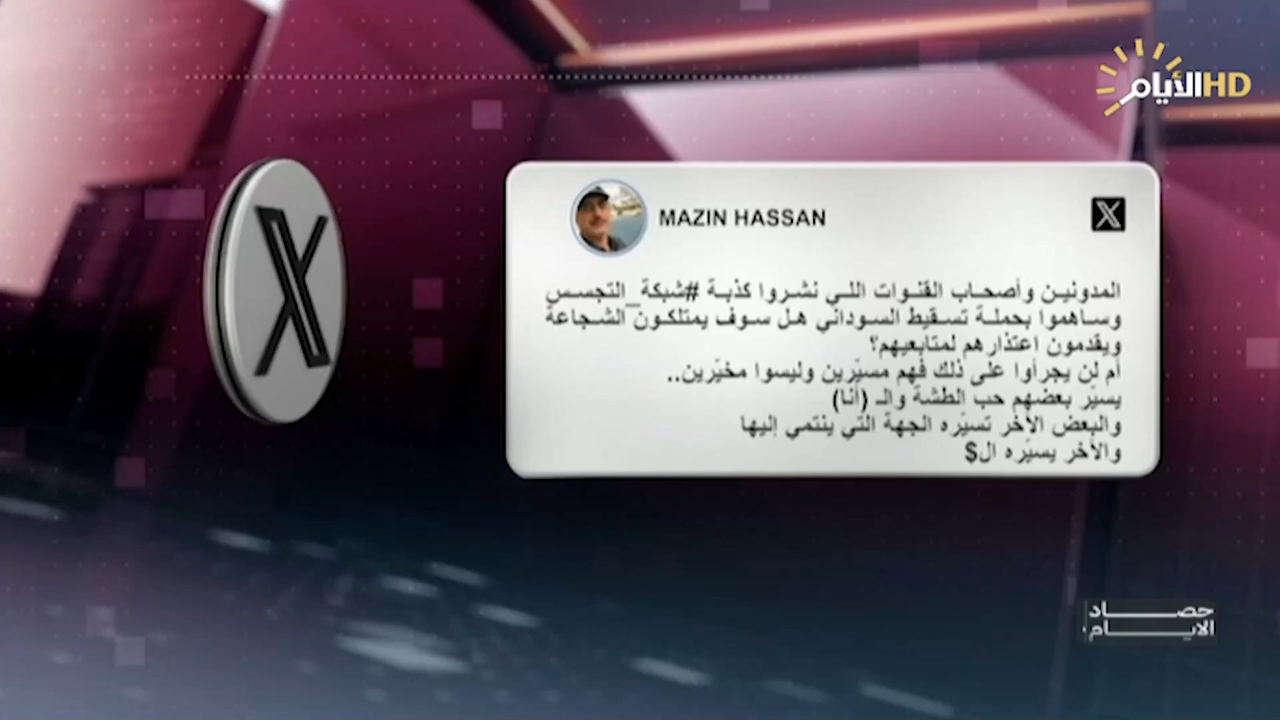 الأيام HD
MAZIN HASSAN
المدونين وأصحاب القنوات اللي نشروا كذبة #شبكة_التجسس
وساهموا بحملة تسقيط السوداني هل سوف يمتلكون الشجاعة
ويقدمون اعتذارهم لمتابعيهم؟
أم لن يجرأوا على ذلك فهم مسيّرين وليسوا مخيّرين..
يسيّر بعضهم حب الطشة والـ (أنا)
والبعض الآخر تسيّره الجهة التي ينتمي إليها
والآخر يسيّره ال$
حصاد
الايام